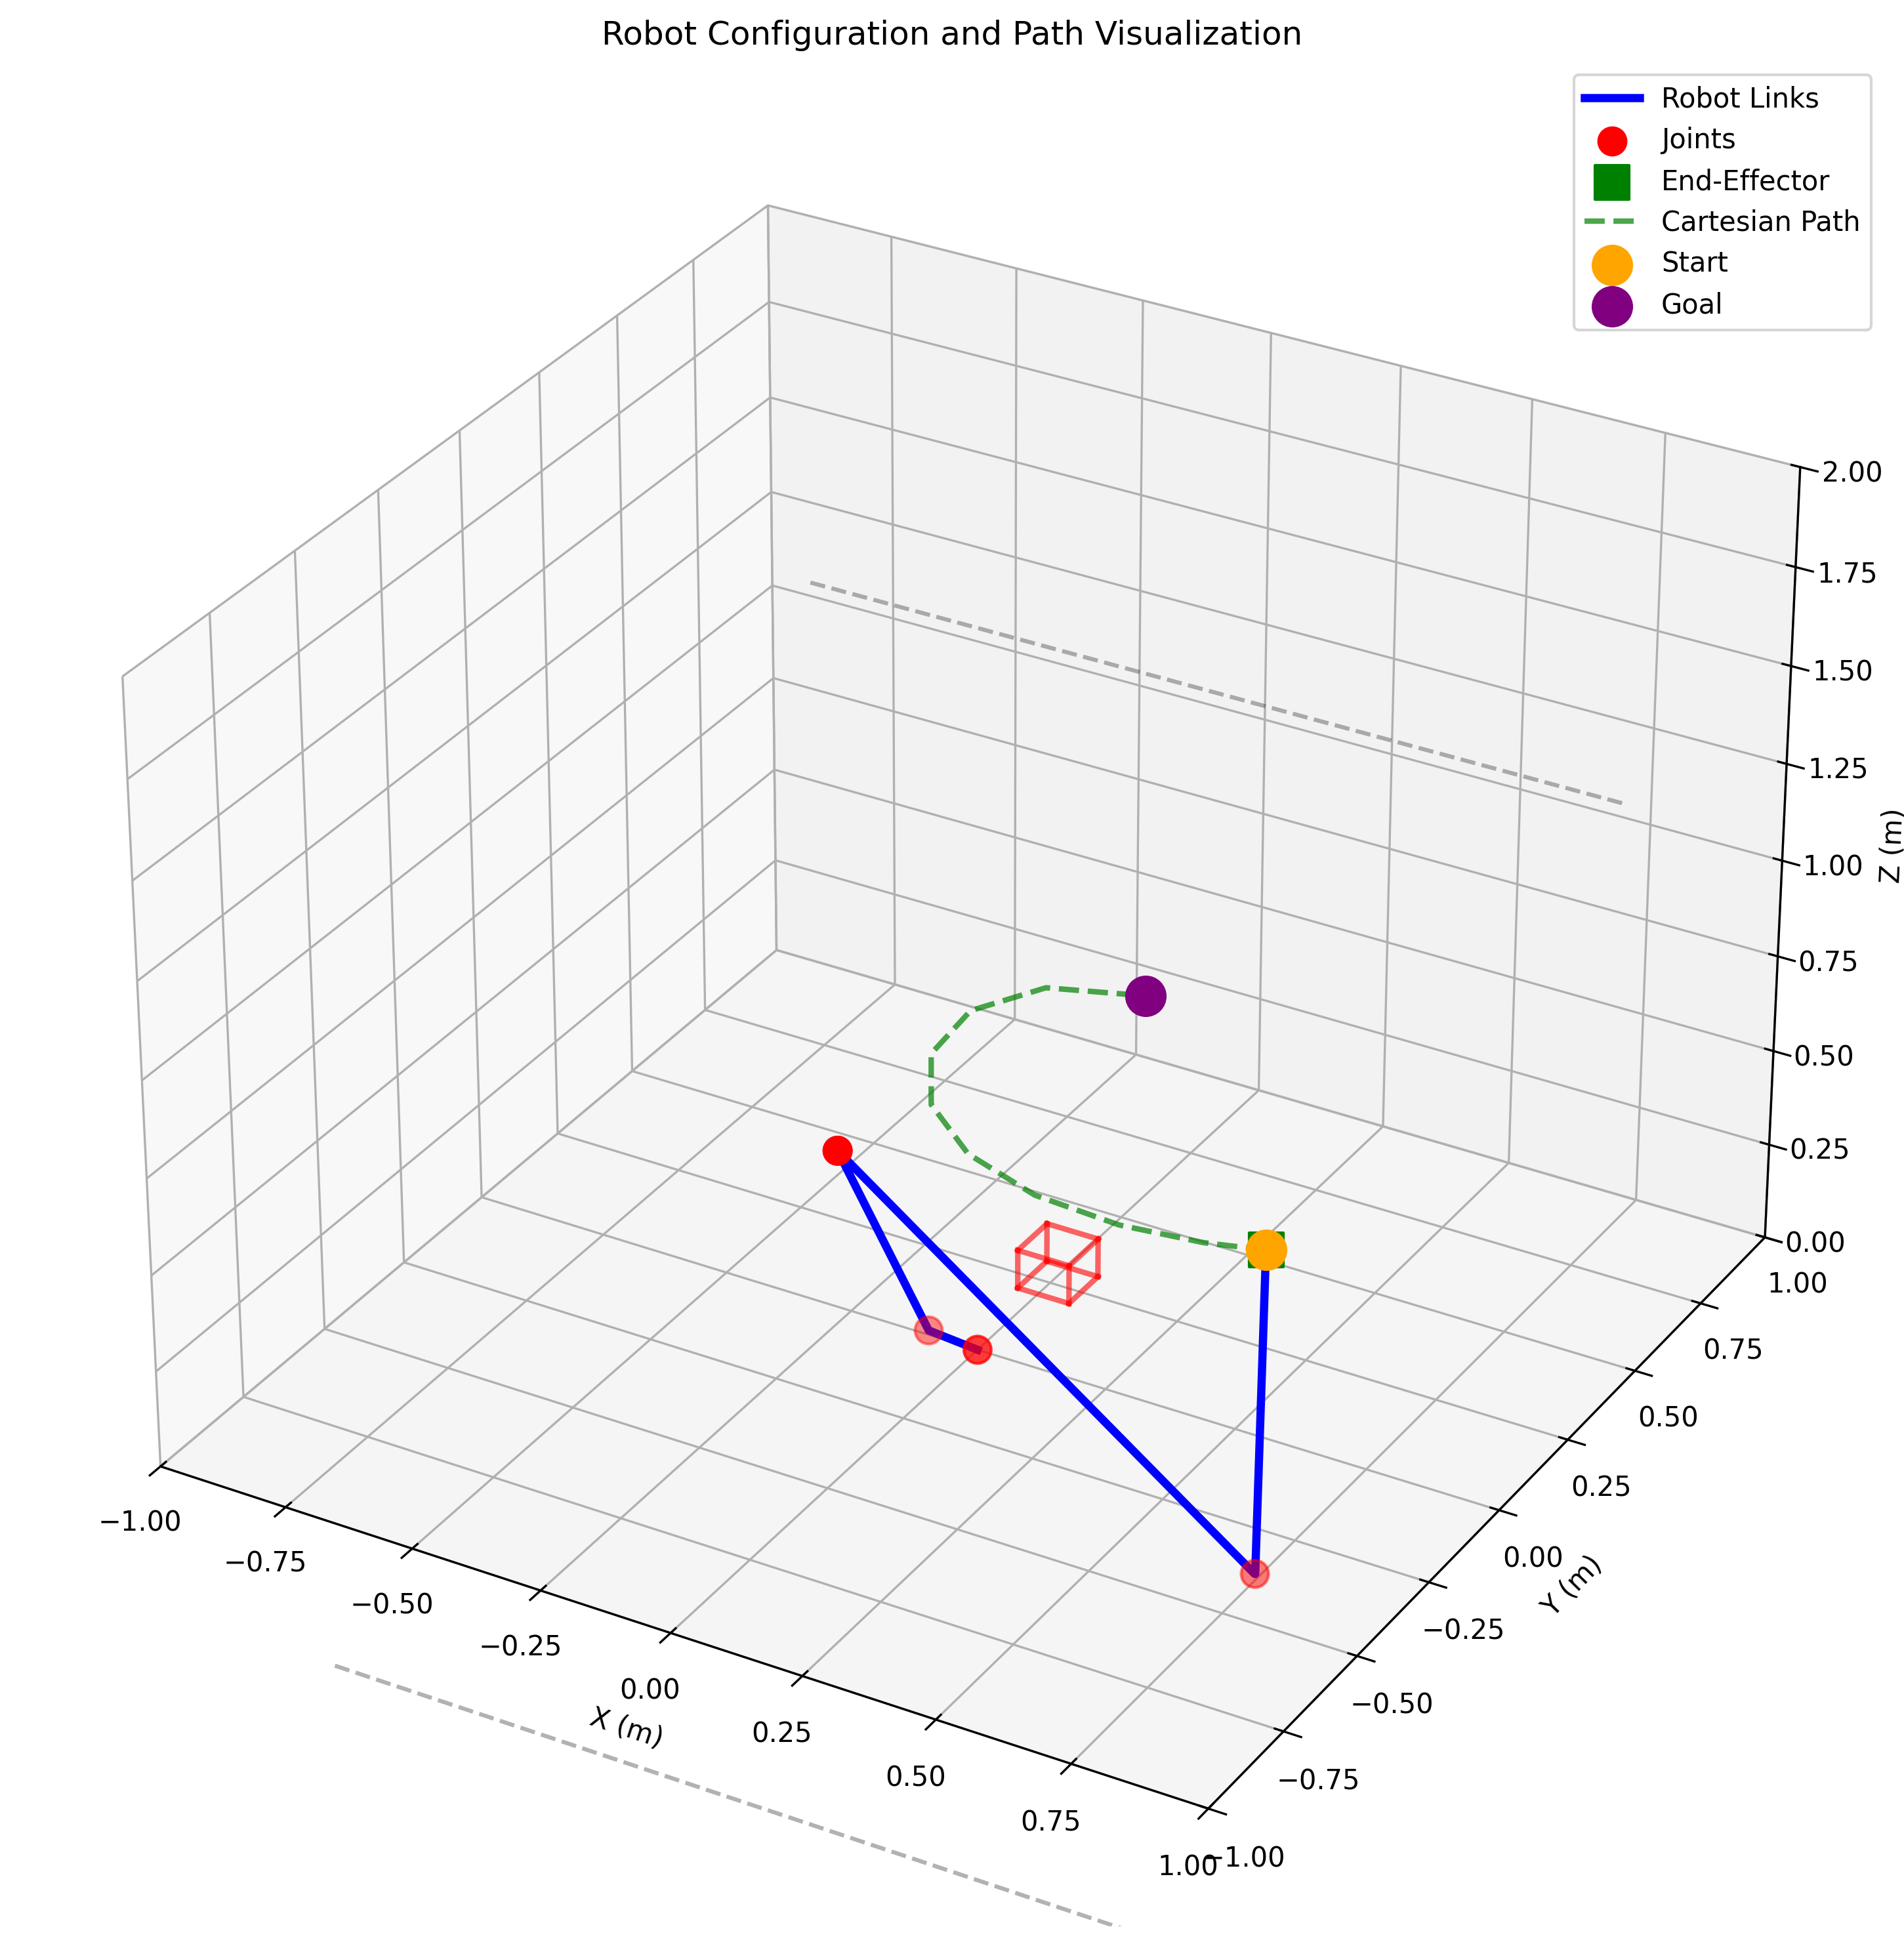 Robot Configuration and Path Visualization
Robot Links
Joints
End-Effector
Cartesian Path
Start
Goal
2.00
1.75
1.50
1.25
1.00
0.75
0.50
0.25
0.00
Z (m)
1.00
0.75
0.50
0.25
0.00
−0.25
−0.50
−0.75
−1.00
Y (m)
−1.00
−0.75
−0.50
−0.25
0.00
0.25
0.50
0.75
1.00
X (m)